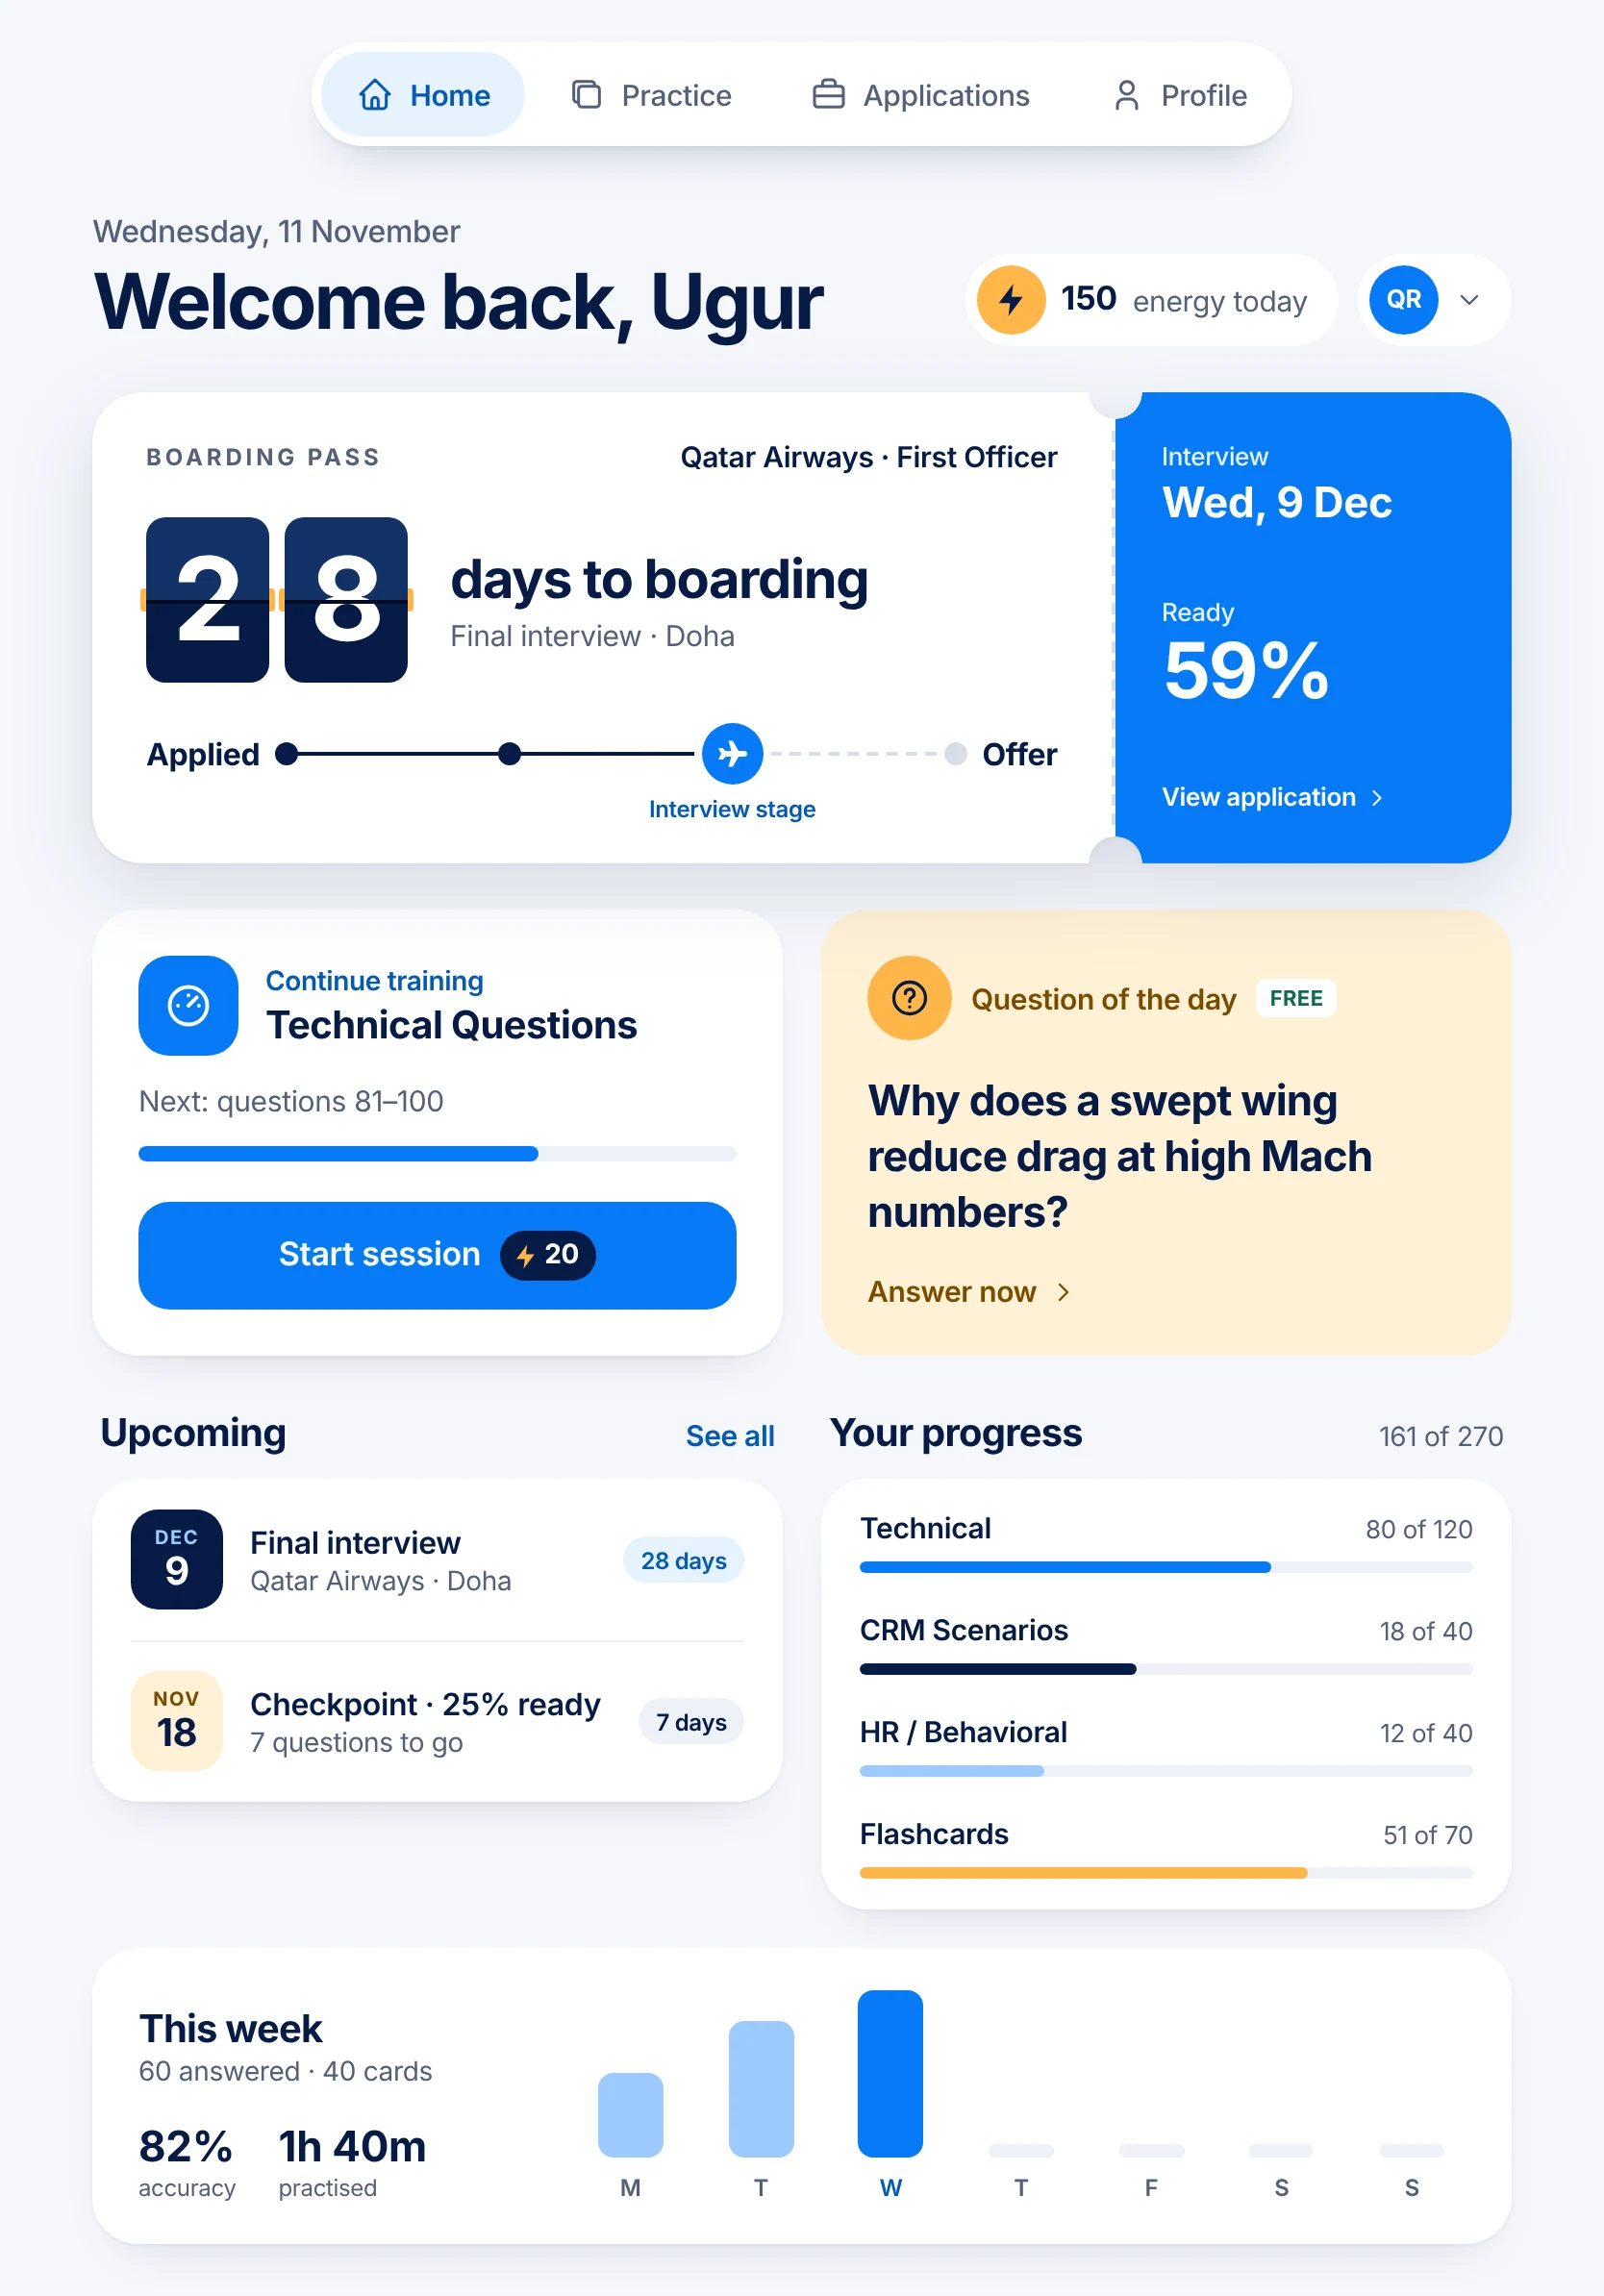 Home
Practice
Applications
Profile
Wednesday, 11 November
Welcome back, Ugur
150 energy today
QR
BOARDING PASS
Qatar Airways · First Officer
28
days to boarding
Final interview · Doha
Applied
Offer
Interview stage
Interview
Wed, 9 Dec
Ready
59%
View application
Continue training
Technical Questions
Next: questions 81–100
Start session 20
Question of the day FREE
Why does a swept wing
reduce drag at high Mach
numbers?
Answer now
Upcoming
See all
DEC
9
Final interview
Qatar Airways · Doha
28 days
NOV
18
Checkpoint · 25% ready
7 questions to go
7 days
Your progress
161 of 270
Technical
80 of 120
CRM Scenarios
18 of 40
HR / Behavioral
12 of 40
Flashcards
51 of 70
This week
60 answered · 40 cards
82%
accuracy
1h 40m
practised
M T W T F S S